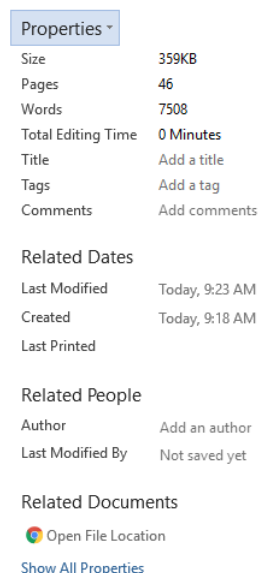 Properties
Size 359KB
Pages 46
Words 7508
Total Editing Time 0 Minutes
Title Add a title
Tags Add a tag
Comments Add comments
Related Dates
Last Modified Today, 9:23 AM
Created Today, 9:18 AM
Last Printed
Related People
Author Add an author
Last Modified By Not saved yet
Related Documents
Open File Location
Show All Properties